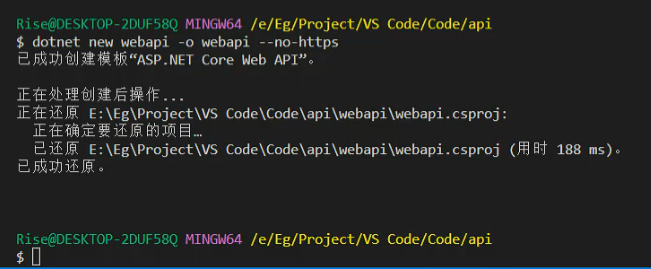 Rise@DESKTOP-2DUF58Q MINGW64 /e/Eg/Project/VS Code/Code/api
$ dotnet new webapi -o webapi --no-https
已成功创建模板“ASP.NET Core Web API”。
正在处理创建后操作...
正在还原 E:\Eg\Project\VS Code\Code\api\webapi\webapi.csproj:
正在确定要还原的项目…
已还原 E:\Eg\Project\VS Code\Code\api\webapi\webapi.csproj (用时 188 ms)。
已成功还原。
Rise@DESKTOP-2DUF58Q MINGW64 /e/Eg/Project/VS Code/Code/api
$